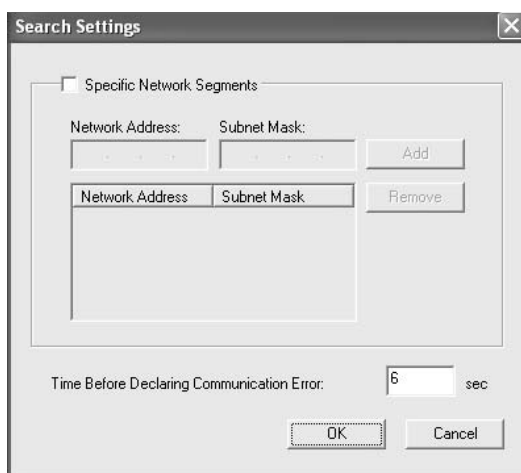 Search Settings
Specific Network Segments
Network Address: Subnet Mask:
Add
Network Address Subnet Mask
Remove
Time Before Declaring Communication Error: 6 sec
OK Cancel